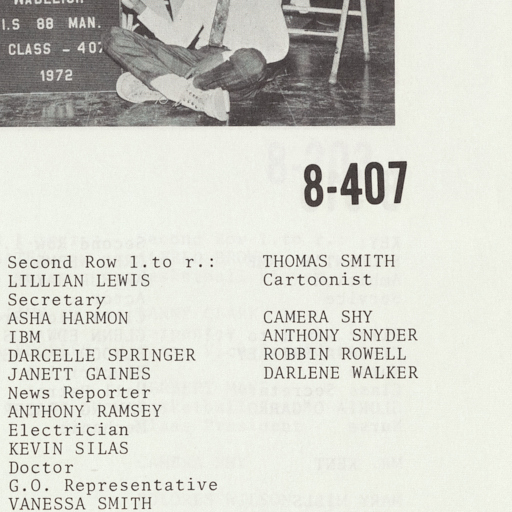 WADLEIGH
I.S 88 MAN.
CLASS - 407
1972
8-407
Second Row l.to r.:
LILLIAN LEWIS
Secretary
ASHA HARMON
IBM
DARCELLE SPRINGER
JANETT GAINES
News Reporter
ANTHONY RAMSEY
Electrician
KEVIN SILAS
Doctor
G.O. Representative
VANESSA SMITH
THOMAS SMITH
Cartoonist
CAMERA SHY
ANTHONY SNYDER
ROBBIN ROWELL
DARLENE WALKER